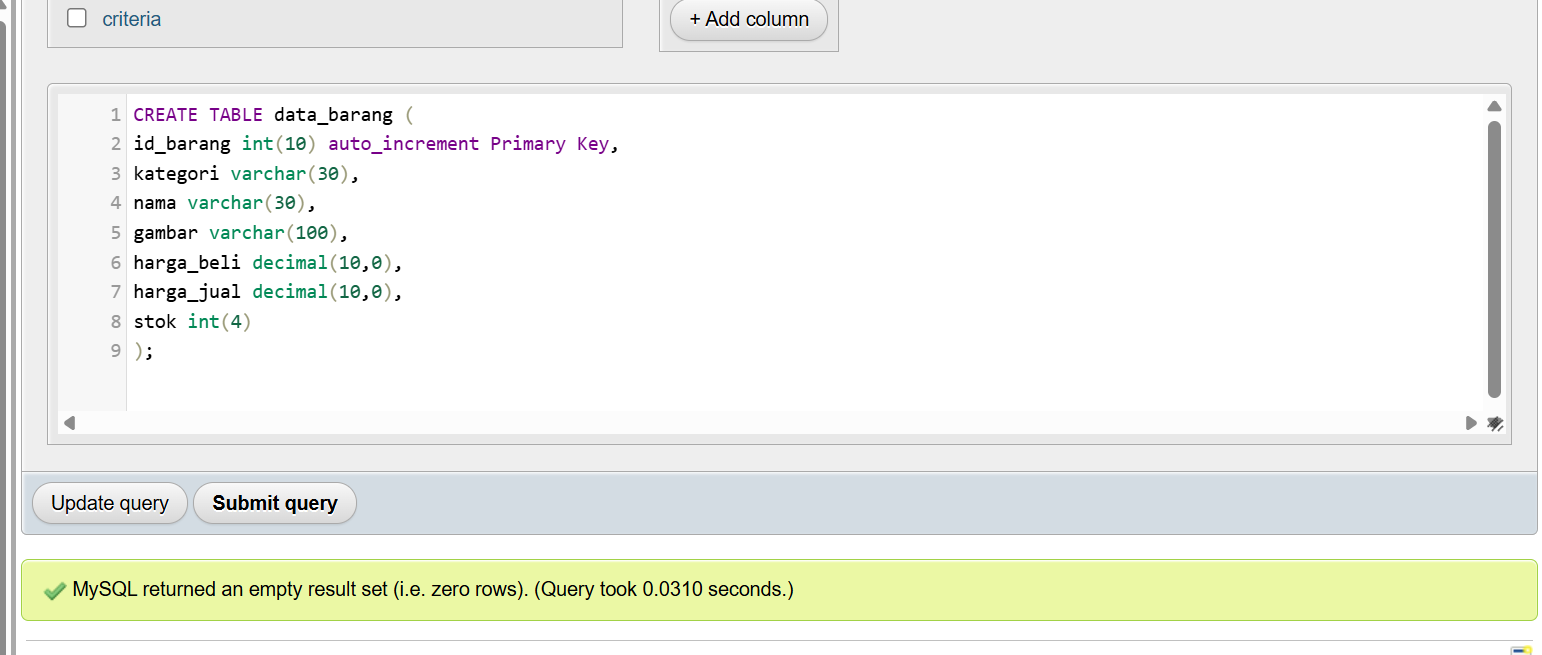 criteria
+ Add column
1 CREATE TABLE data_barang (
2 id_barang int(10) auto_increment Primary Key,
3 kategori varchar(30),
4 nama varchar(30),
5 gambar varchar(100),
6 harga_beli decimal(10,0),
7 harga_jual decimal(10,0),
8 stok int(4)
9 );
Update query
Submit query
MySQL returned an empty result set (i.e. zero rows). (Query took 0.0310 seconds.)